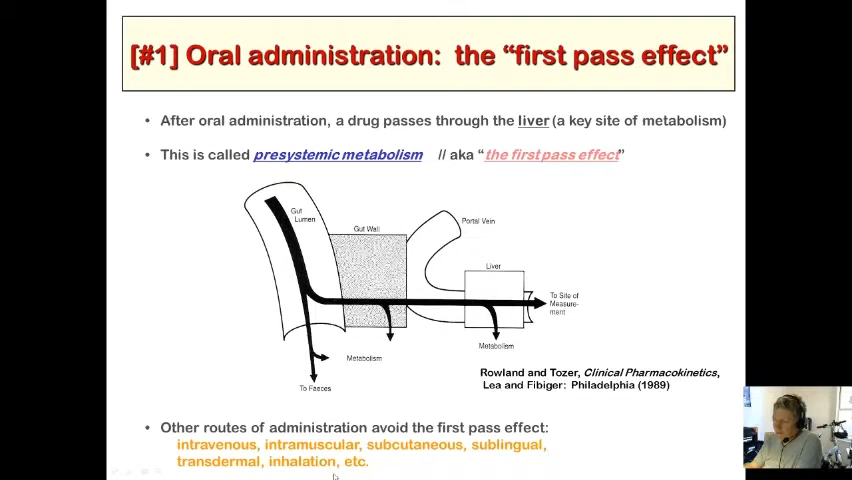 [#1] Oral administration: the “first pass effect”
• After oral administration, a drug passes through the liver (a key site of metabolism)
• This is called presystemic metabolism // aka “the first pass effect”
Gut
Lumen
Gut Wall
Portal Vein
Liver
To Site of
Measure-
ment
Metabolism
Metabolism
To Faeces
Rowland and Tozer, Clinical Pharmacokinetics,
Lea and Fibiger: Philadelphia (1989)
• Other routes of administration avoid the first pass effect:
intravenous, intramuscular, subcutaneous, sublingual,
transdermal, inhalation, etc.